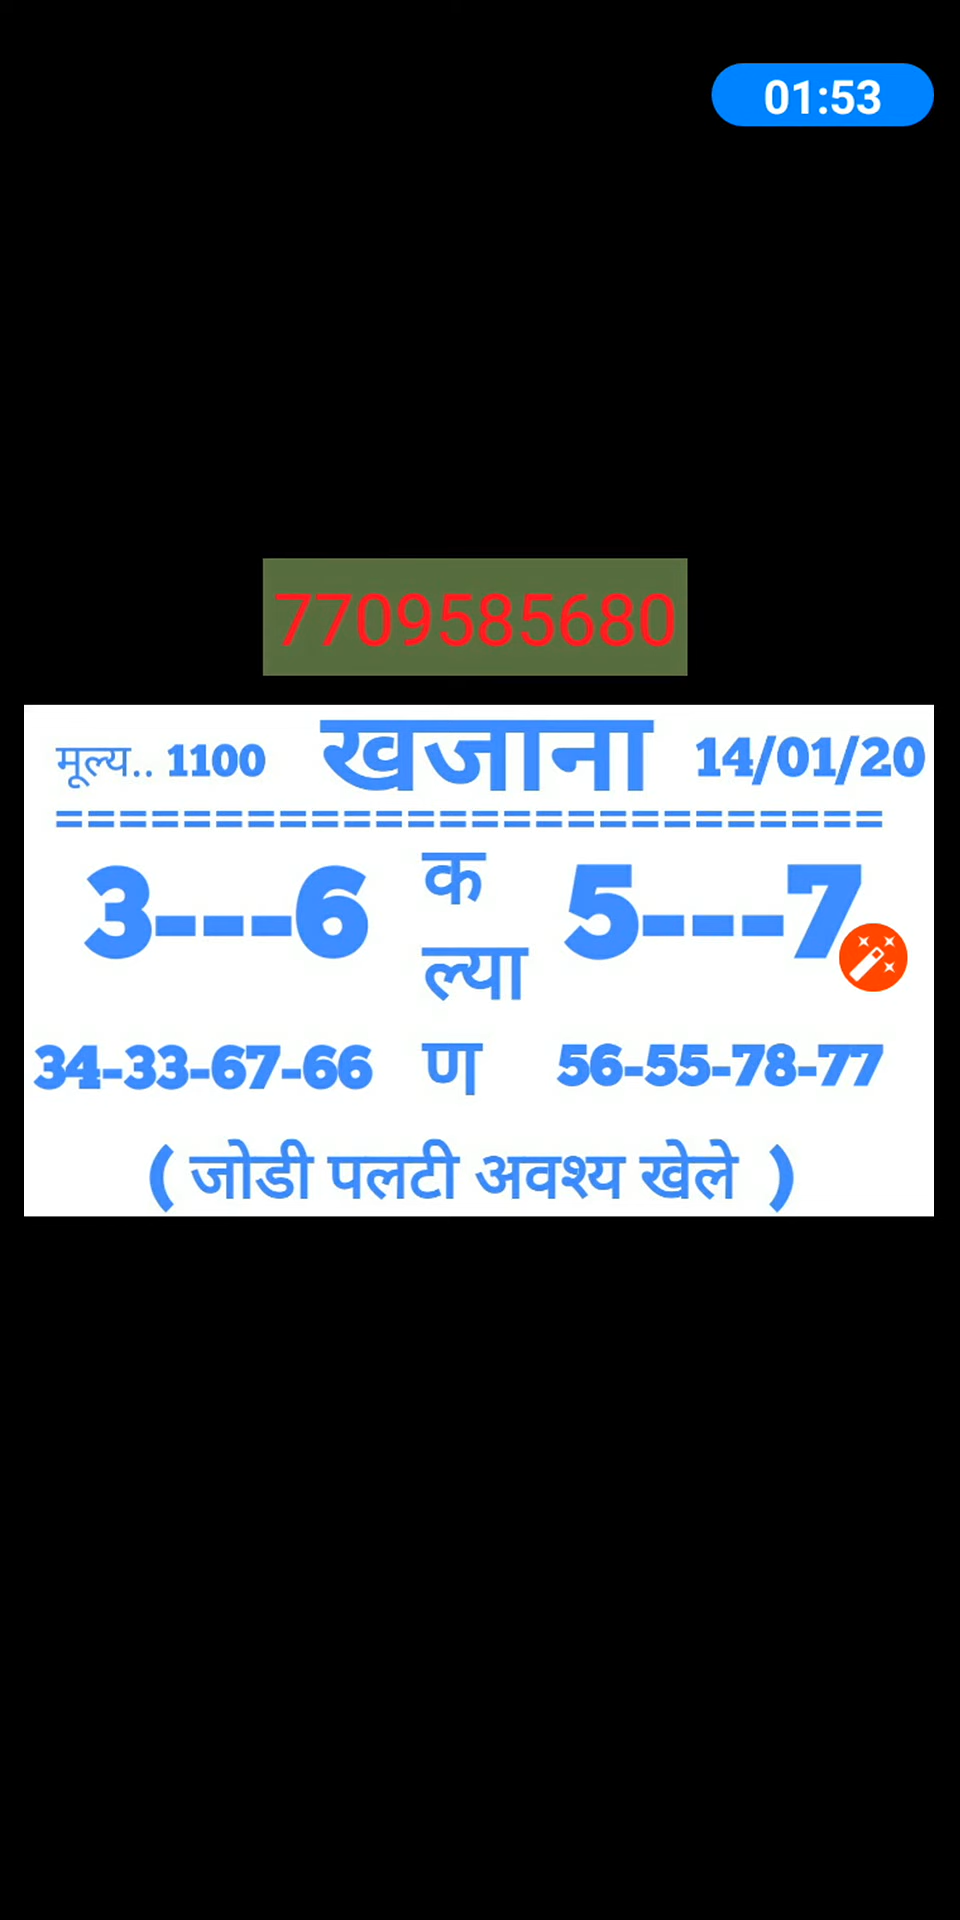 01:53
7709585680
मूल्य.. 1100 खजाना 14/01/20
==========================
3---6 क 5---7
ल्या
34-33-67-66 ण 56-55-78-77
( जोडी पलटी अवश्य खेले )